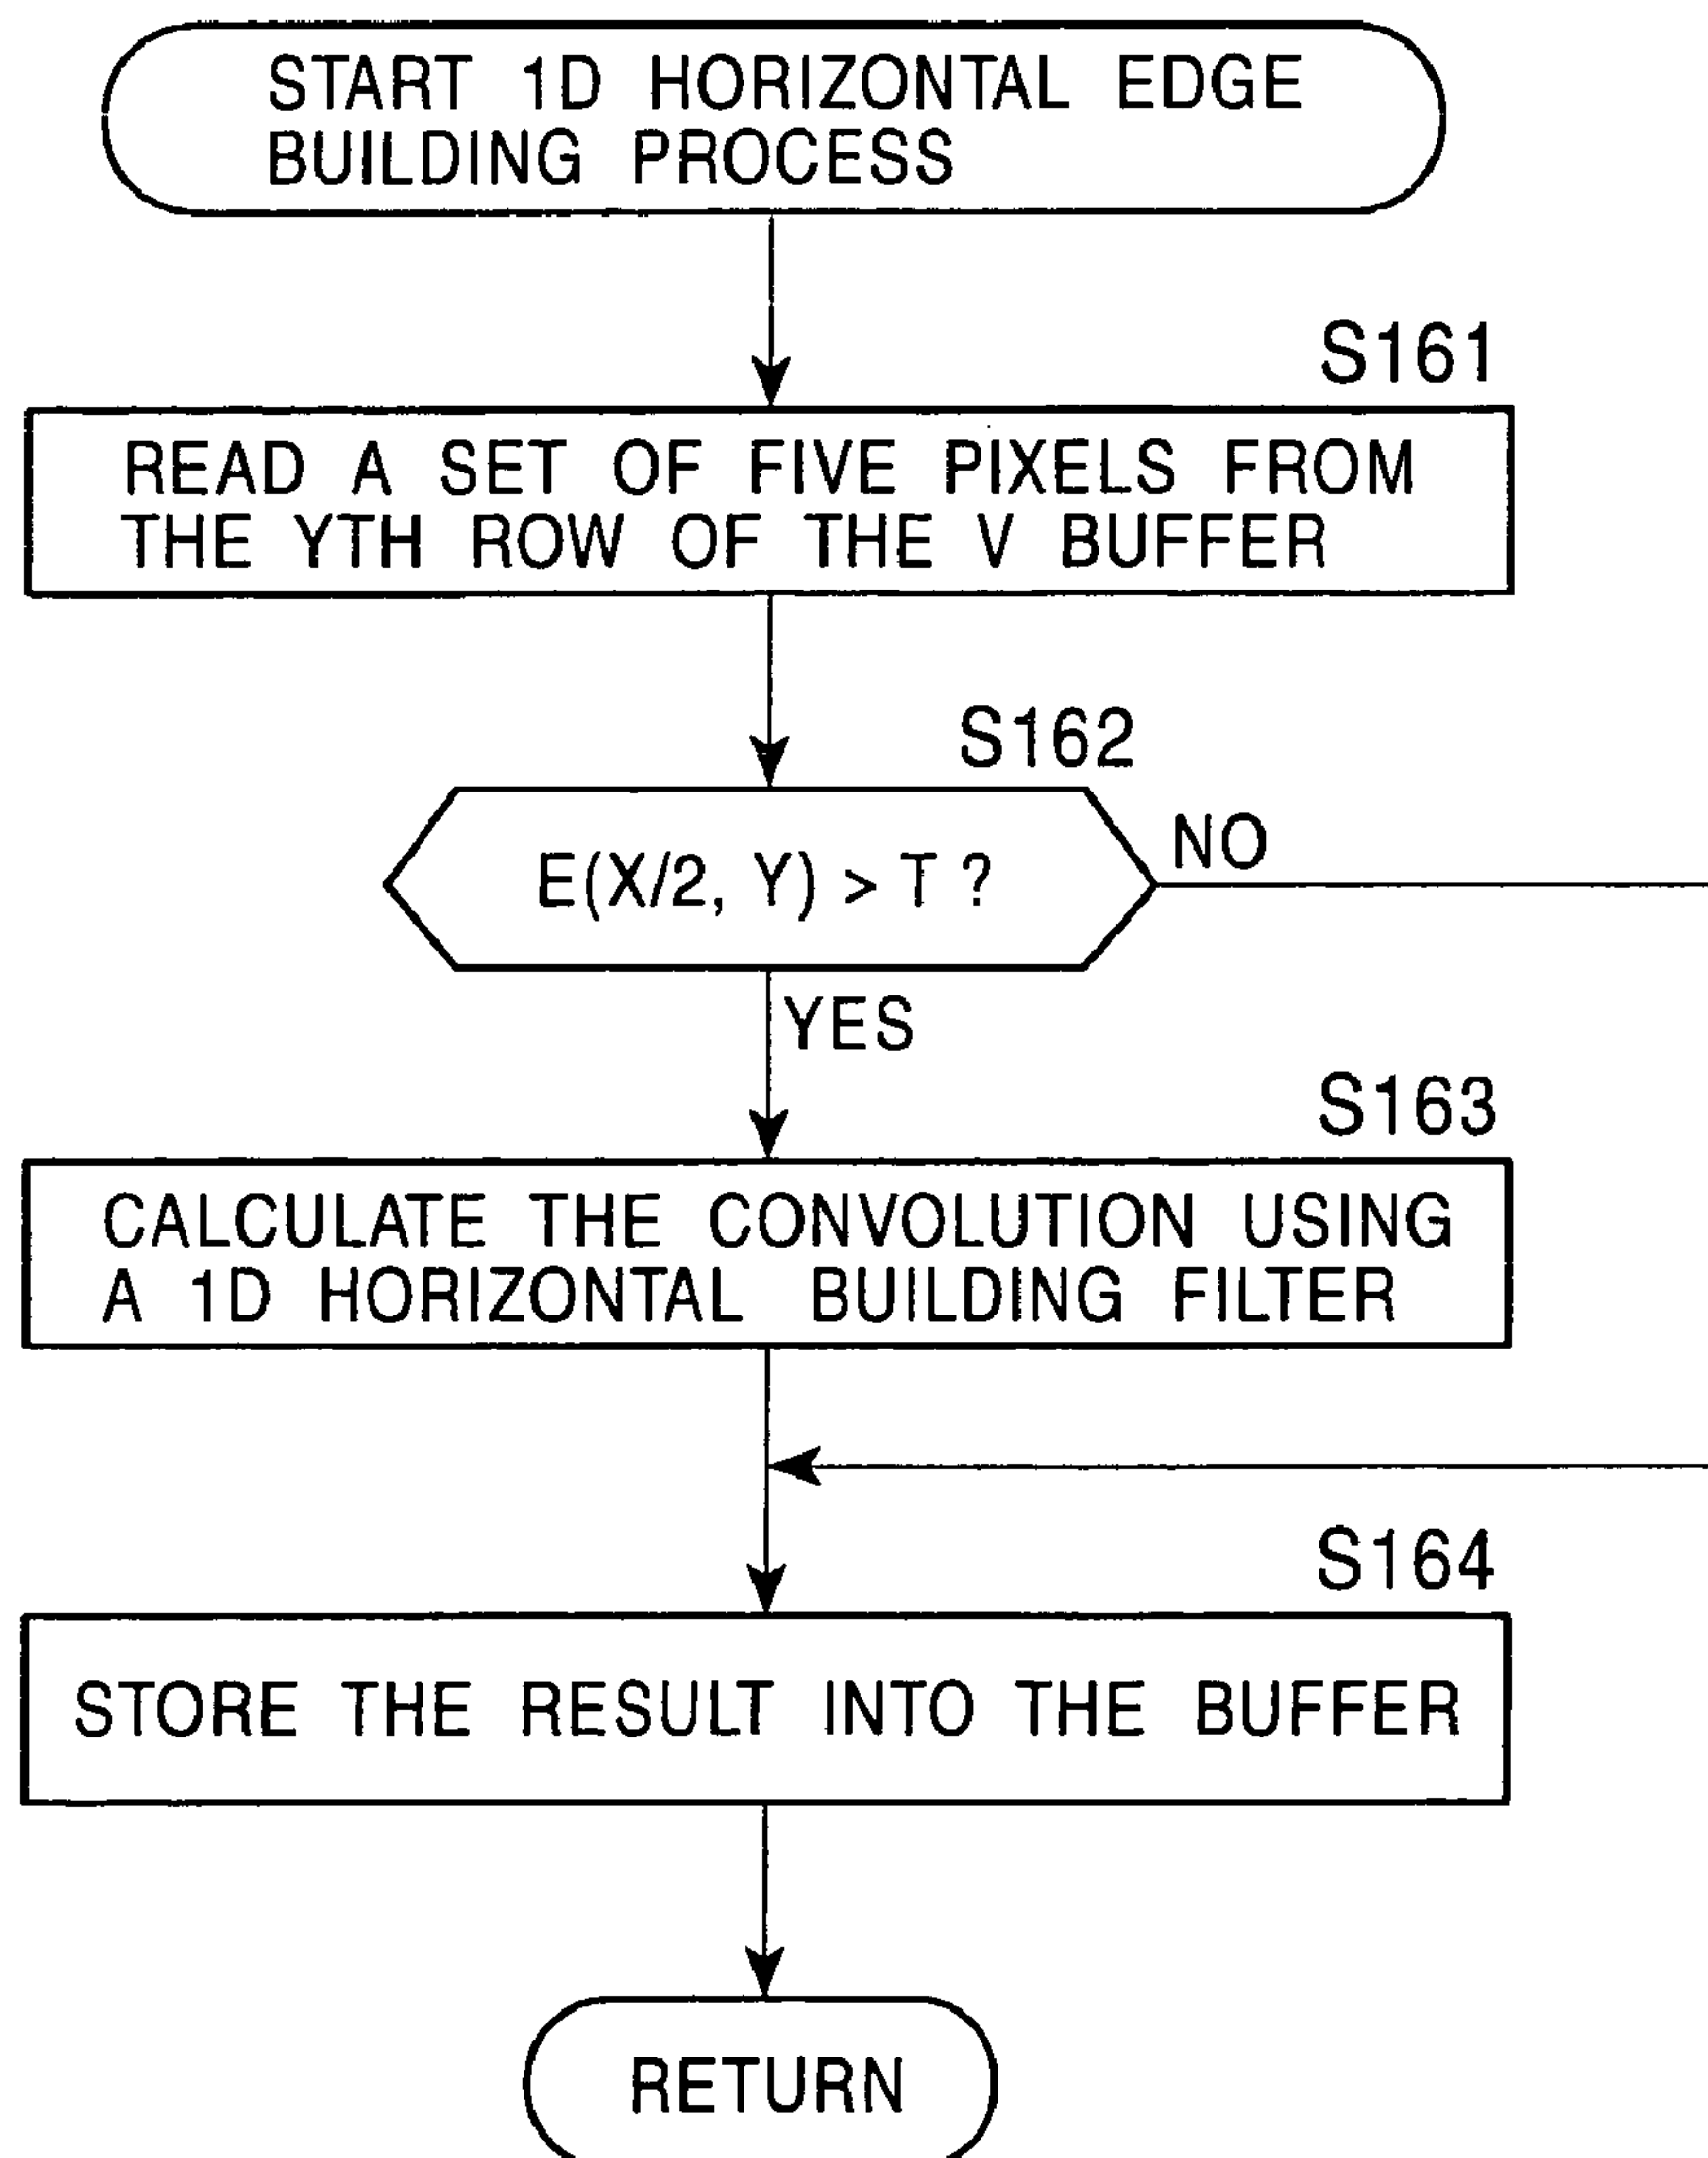 START 1D HORIZONTAL EDGE
BUILDING PROCESS
S161
READ A SET OF FIVE PIXELS FROM
THE YTH ROW OF THE V BUFFER
S162
E(X/2, Y) > T ?
NO
YES
S163
CALCULATE THE CONVOLUTION USING
A 1D HORIZONTAL BUILDING FILTER
S164
STORE THE RESULT INTO THE BUFFER
RETURN